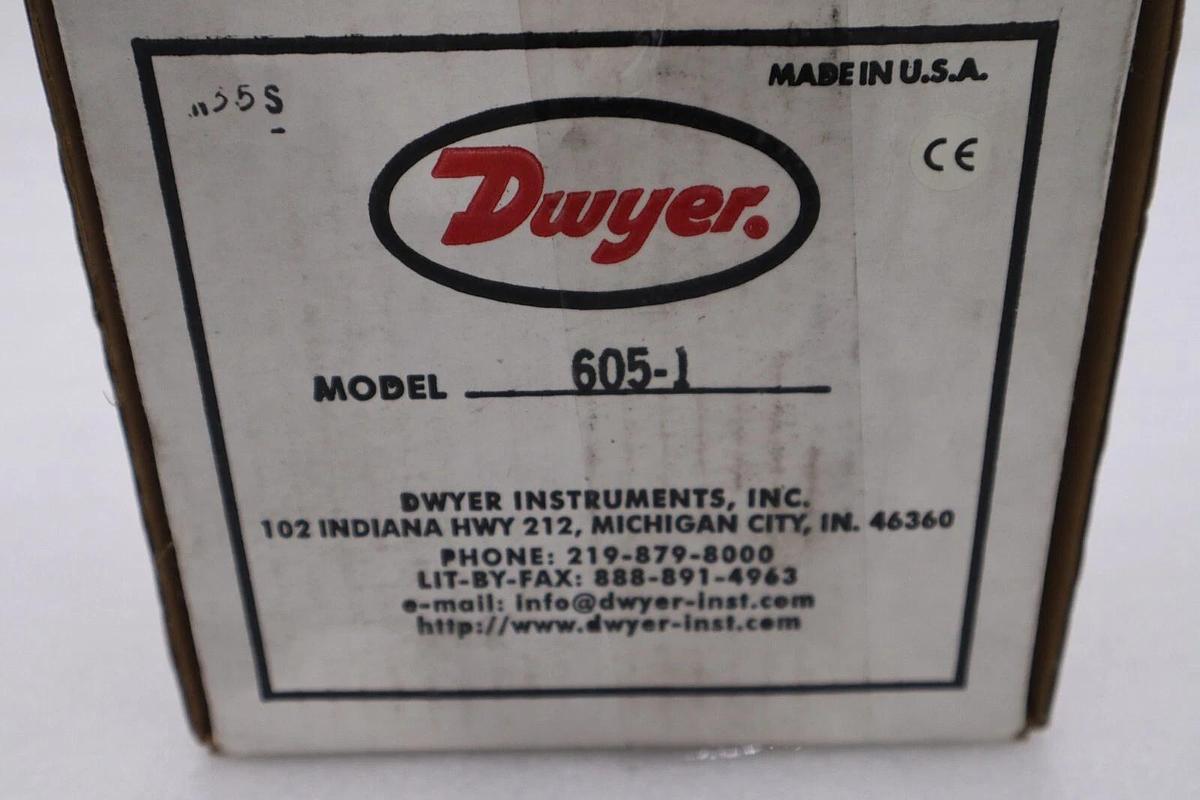 MADE IN U.S.A.
55S
CE
Dwyer.
MODEL 605-1
DWYER INSTRUMENTS, INC.
102 INDIANA HWY 212, MICHIGAN CITY, IN. 46360
PHONE: 219-879-8000
LIT-BY-FAX: 888-891-4963
e-mail: info@dwyer-inst.com
http://www.dwyer-inst.com